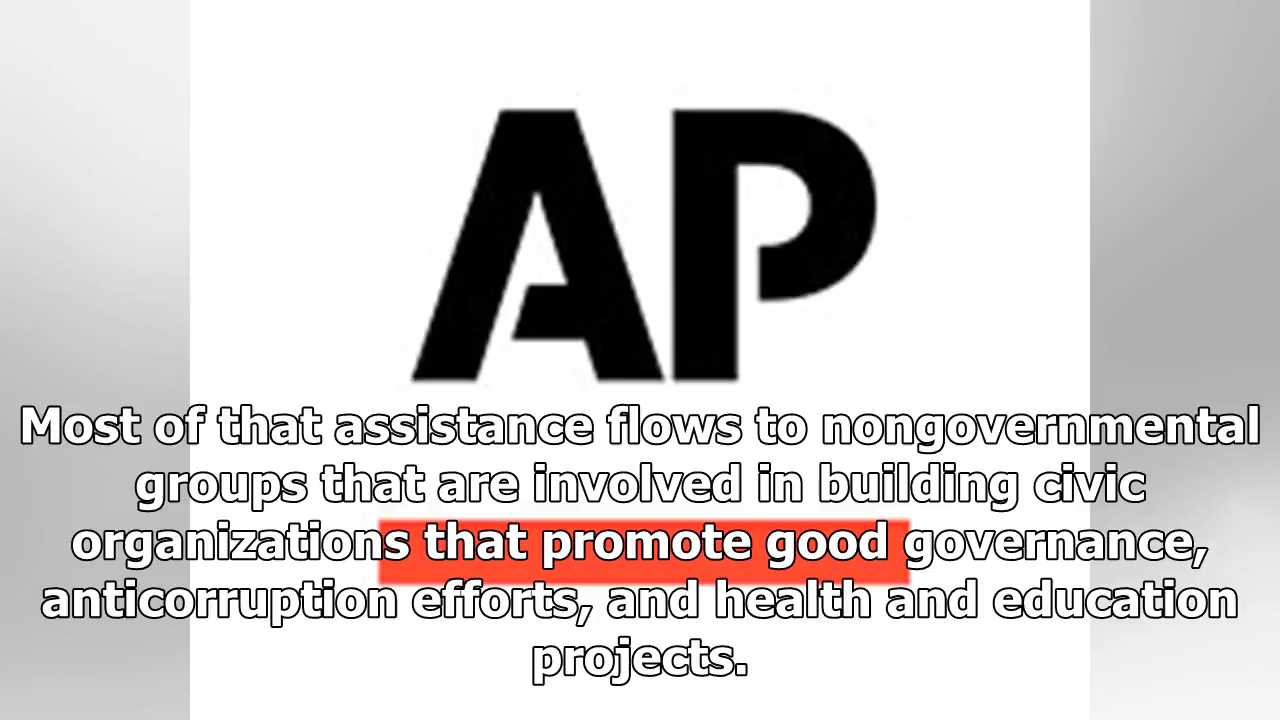 AP
Most of that assistance flows to nongovernmental
groups that are involved in building civic
organizations that promote good governance,
anticorruption efforts, and health and education
projects.